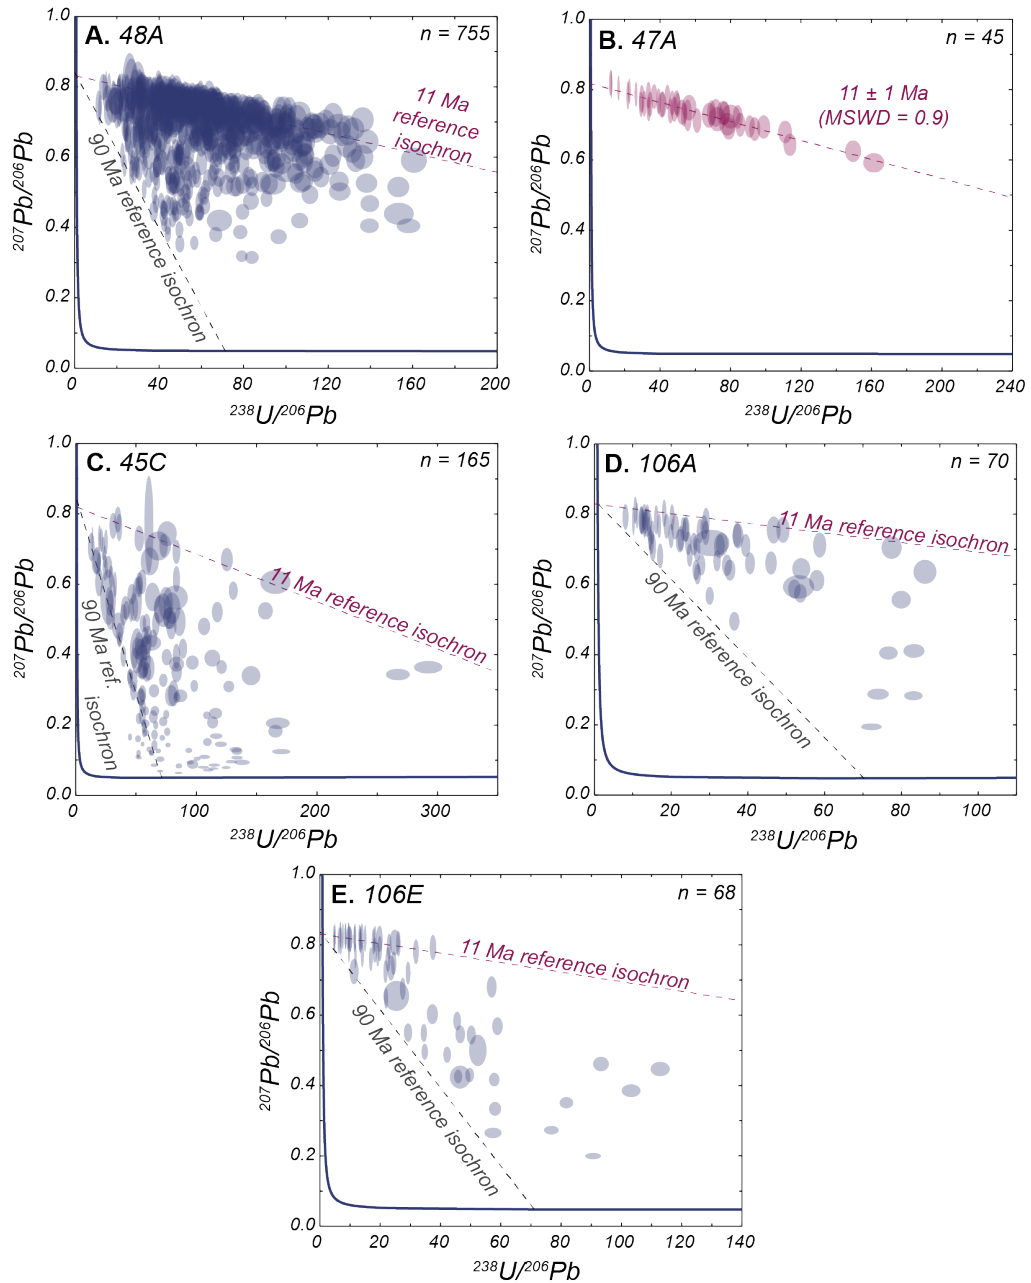 A. 48A
n = 755
11 Ma
reference
isochron
90 Ma reference isochron
207Pb/206Pb
1.0
0.8
0.6
0.4
0.2
0.0
0
40
80
120
160
200
238U/206Pb
B. 47A
n = 45
11 ± 1 Ma
(MSWD = 0.9)
207Pb/206Pb
1.0
0.8
0.6
0.4
0.2
0.0
0
40
80
120
160
200
240
238U/206Pb
C. 45C
n = 165
11 Ma reference isochron
90 Ma ref.
isochron
207Pb/206Pb
1.0
0.8
0.6
0.4
0.2
0.0
0
100
200
300
238U/206Pb
D. 106A
n = 70
11 Ma reference isochron
90 Ma reference isochron
207Pb/206Pb
1.0
0.8
0.6
0.4
0.2
0.0
0
20
40
60
80
100
238U/206Pb
E. 106E
n = 68
11 Ma reference isochron
90 Ma reference isochron
207Pb/206Pb
1.0
0.8
0.6
0.4
0.2
0.0
0
20
40
60
80
100
120
140
238U/206Pb